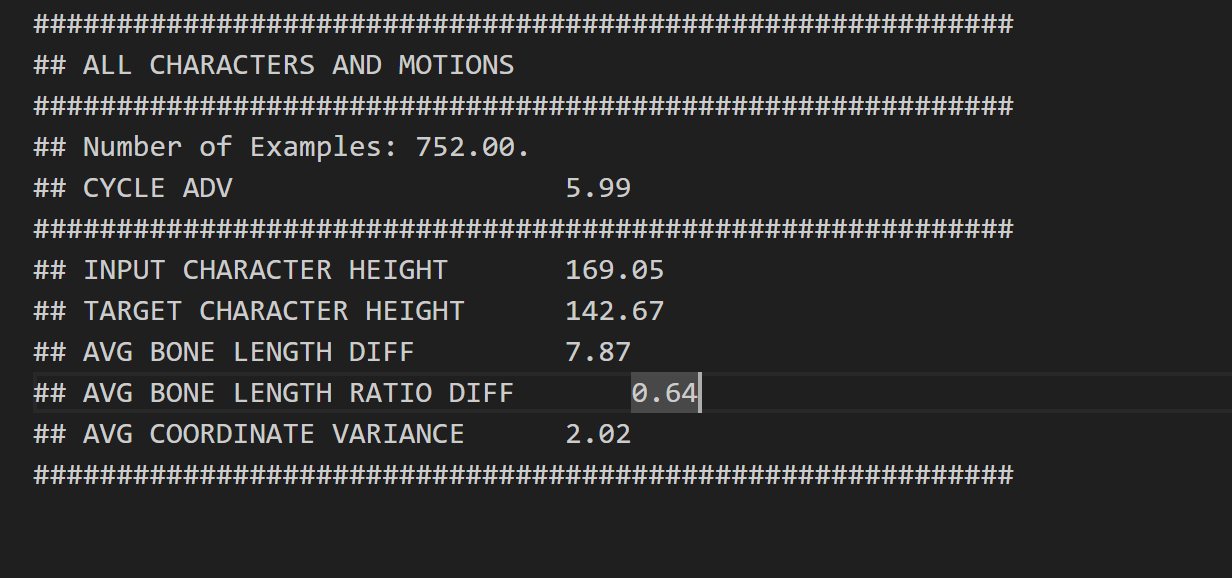 ###########################################################
## ALL CHARACTERS AND MOTIONS
###########################################################
## Number of Examples: 752.00.
## CYCLE ADV                    5.99
###########################################################
## INPUT CHARACTER HEIGHT       169.05
## TARGET CHARACTER HEIGHT      142.67
## AVG BONE LENGTH DIFF         7.87
## AVG BONE LENGTH RATIO DIFF       0.64
## AVG COORDINATE VARIANCE      2.02
###########################################################